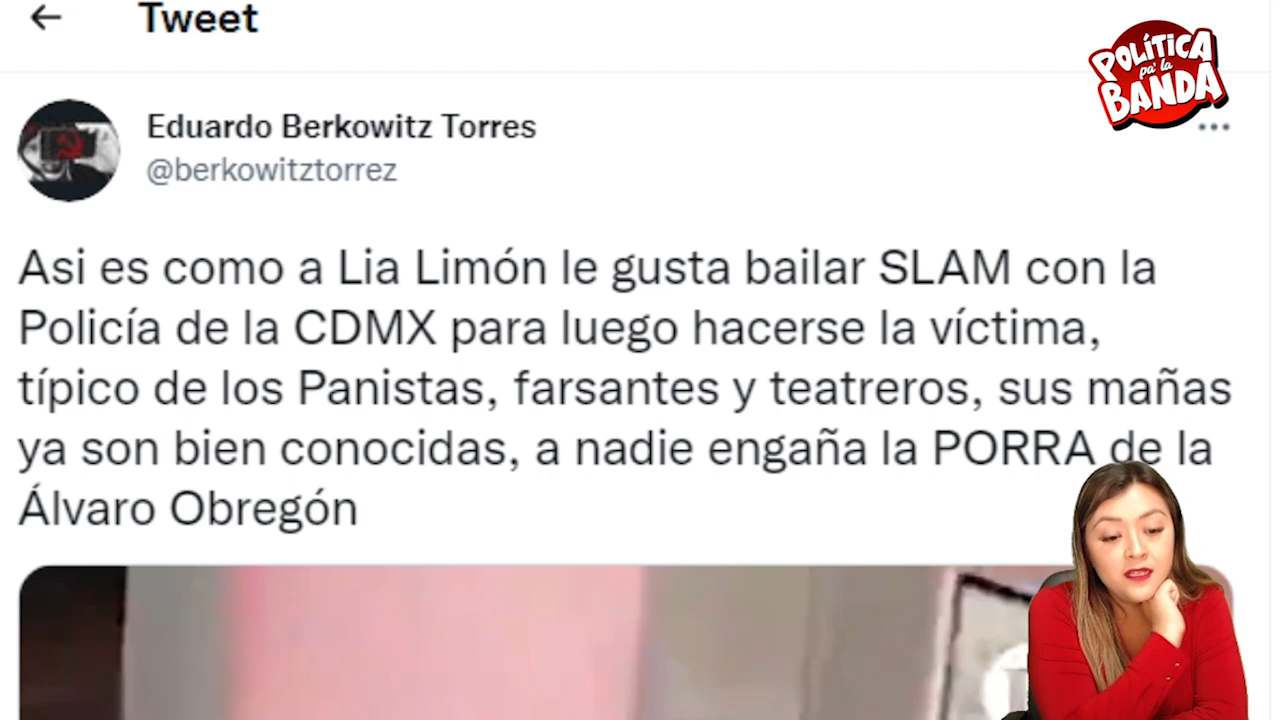 Tweet
POLÍTICA
pa' la
BANDA
Eduardo Berkowitz Torres
@berkowitztorrez
Asi es como a Lia Limón le gusta bailar SLAM con la
Policía de la CDMX para luego hacerse la víctima,
típico de los Panistas, farsantes y teatreros, sus mañas
ya son bien conocidas, a nadie engaña la PORRA de la
Álvaro Obregón